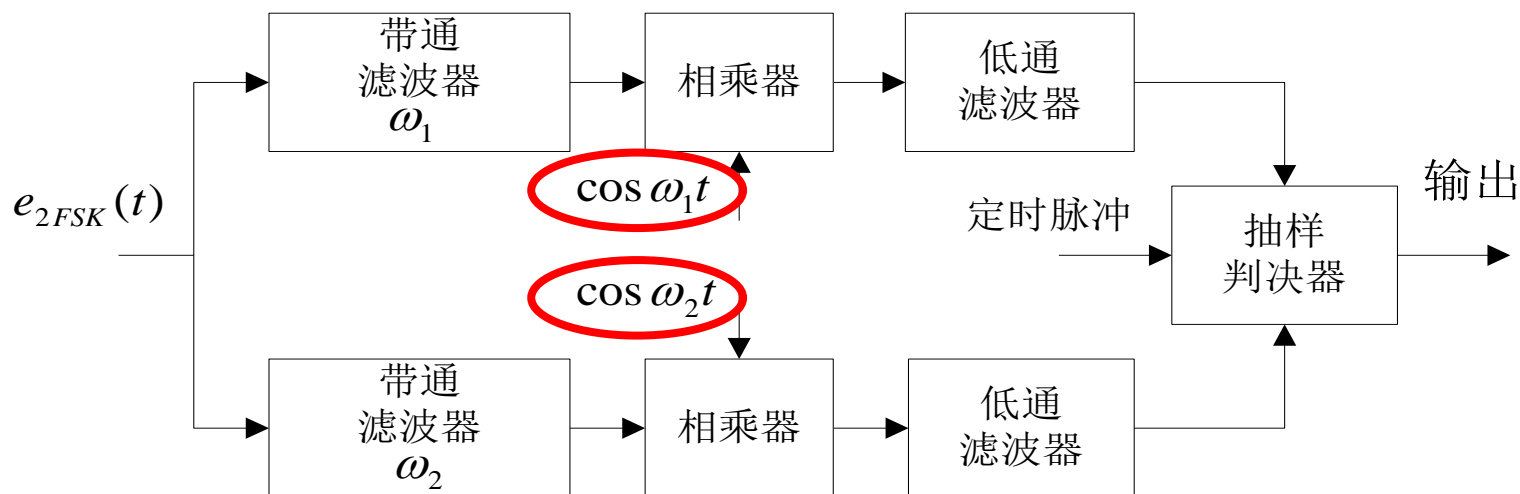 带通
滤波器
ω₁
相乘器
低通
滤波器
cos ω₁t
e₂FSK(t)
定时脉冲
抽样
判决器
输出
cos ω₂t
带通
滤波器
ω₂
相乘器
低通
滤波器